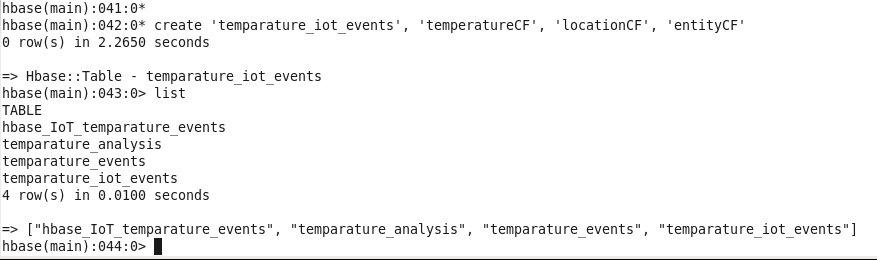 hbase(main):041:0*
hbase(main):042:0* create 'temparature_iot_events', 'temperatureCF', 'locationCF', 'entityCF'
0 row(s) in 2.2650 seconds
=> Hbase::Table - temparature_iot_events
hbase(main):043:0> list
TABLE
hbase_IoT_temparature_events
temparature_analysis
temparature_events
temparature_iot_events
4 row(s) in 0.0100 seconds
=> ["hbase_IoT_temparature_events", "temparature_analysis", "temparature_events", "temparature_iot_events"]
hbase(main):044:0>